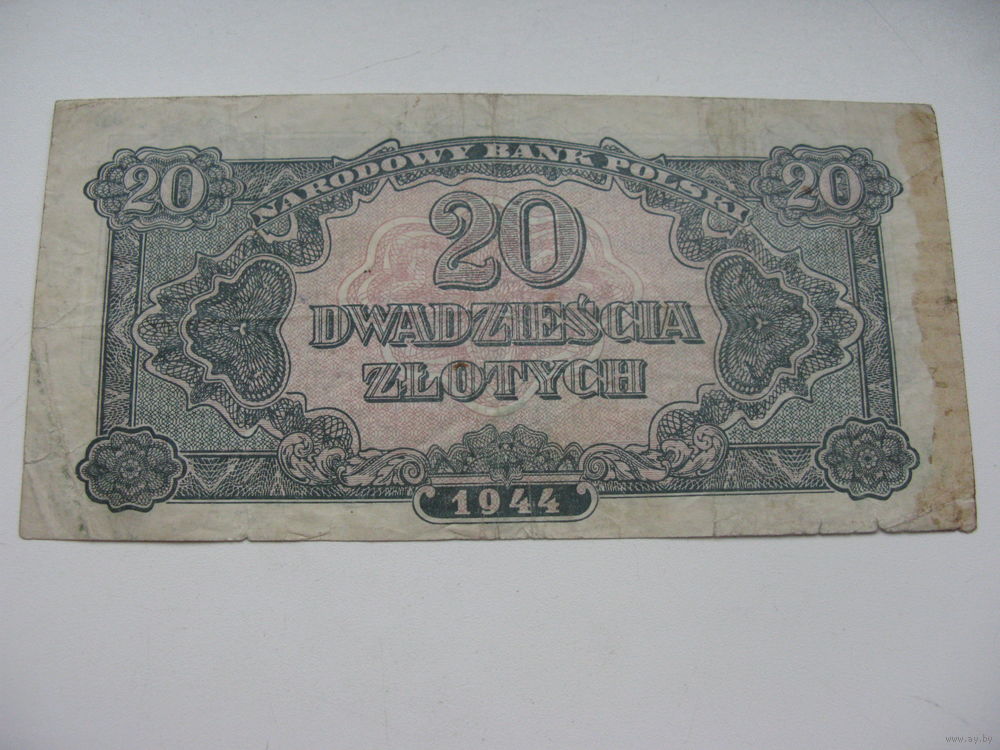 NARODOWY BANK POLSKI
20 20
20
DWADZIEŚCIA
ZŁOTYCH
1944
www.ay.by